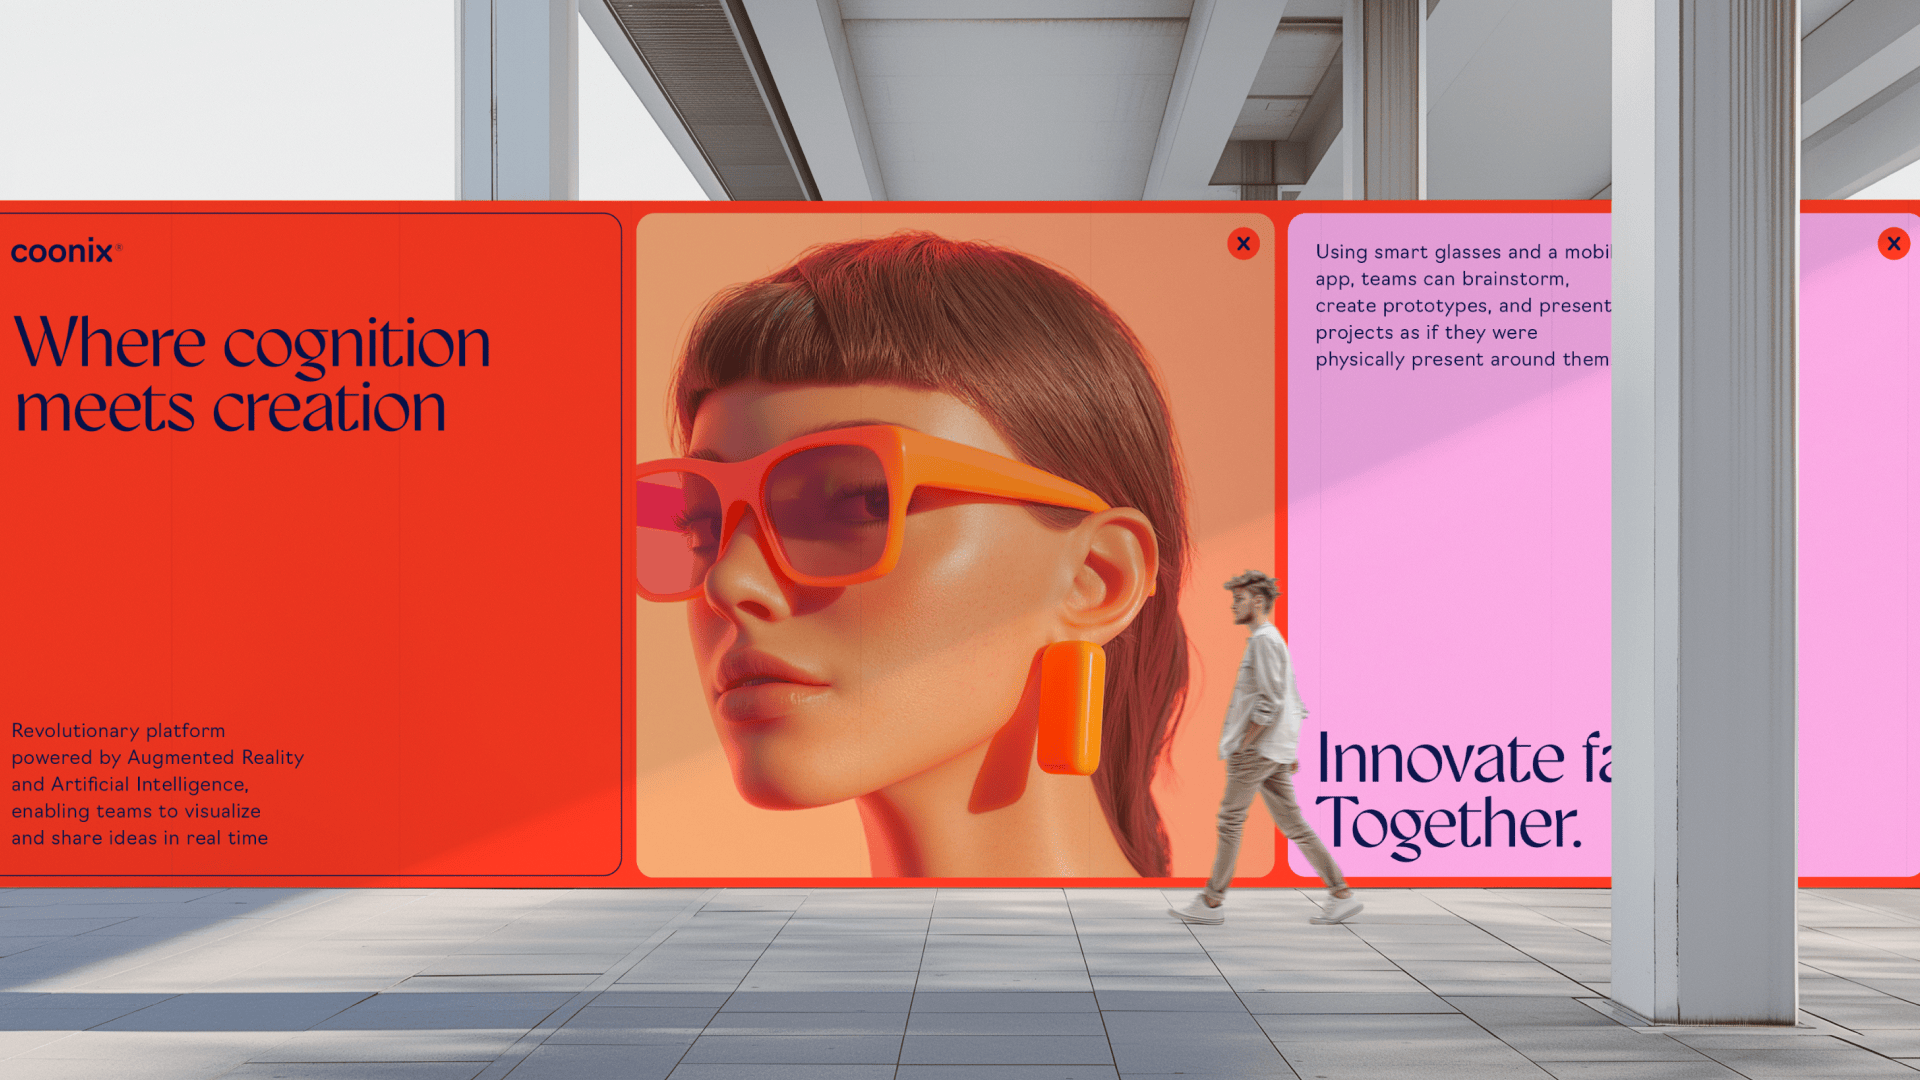 coonix®
Where cognition
meets creation
Revolutionary platform
powered by Augmented Reality
and Artificial Intelligence,
enabling teams to visualize
and share ideas in real time
X
Using smart glasses and a
app, teams can brainstorm,
create prototypes, and present
projects as if they were
physically present around them
Innovate
Together.
X